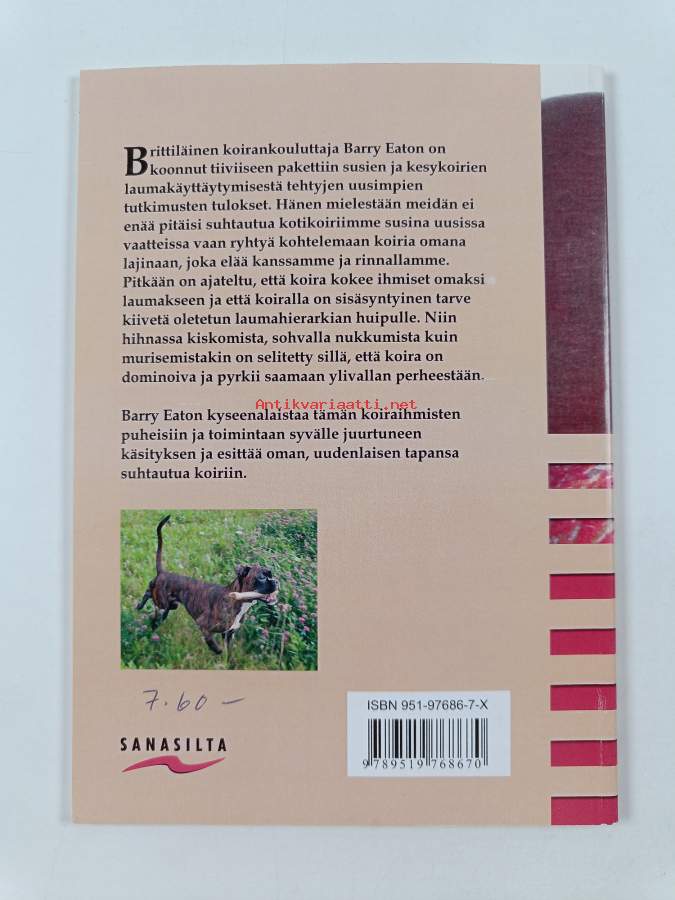 Brittiläinen koirankouluttaja Barry Eaton on
koonnut tiiviiseen pakettiin susien ja kesykoirien
laumakäyttäytymisestä tehtyjen uusimpien
tutkimusten tulokset. Hänen mielestään meidän ei
enää pitäisi suhtautua kotikoiriimme susina uusissa
vaatteissa vaan ryhtyä kohtelemaan koiria omana
lajinaan, joka elää kanssamme ja rinnallamme.
Pitkään on ajateltu, että koira kokee ihmiset omaksi
laumakseen ja että koiralla on sisäsyntyinen tarve
kiivetä oletetun laumahierarkian huipulle. Niin
hihnassa kiskomista, sohvalla nukkumista kuin
murisemistakin on selitetty sillä, että koira on
dominoiva ja pyrkii saamaan ylivallan perheestään.
Antikvariaatti.net
Barry Eaton kyseenalaistaa tämän koiraihmisten
puheisiin ja toimintaan syvälle juurtuneen
käsityksen ja esittää oman, uudenlaisen tapansa
suhtautua koiriin.
7.60 –
SANASILTA
ISBN 951-97686-7-X
9 789519 768670